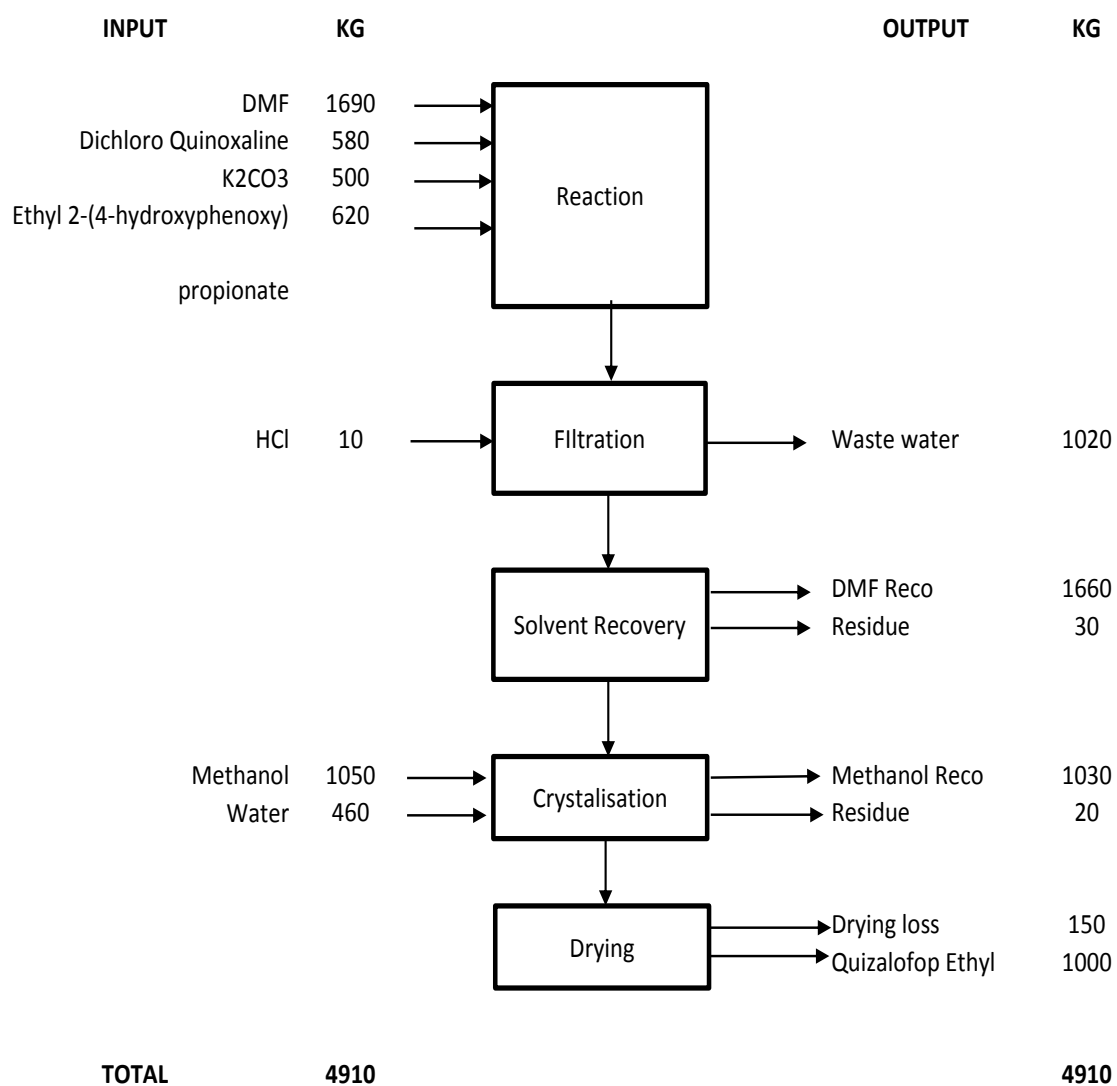 INPUT KG OUTPUT KG
DMF 1690
Dichloro Quinoxaline 580
K2CO3 500
Ethyl 2-(4-hydroxyphenoxy) 620
Reaction
propionate
HCl 10 FIltration Waste water 1020
DMF Reco 1660
Solvent Recovery Residue 30
Methanol 1050 Methanol Reco 1030
Crystalisation
Water 460 Residue 20
Drying loss 150
Drying
Quizalofop Ethyl 1000
TOTAL 4910 4910